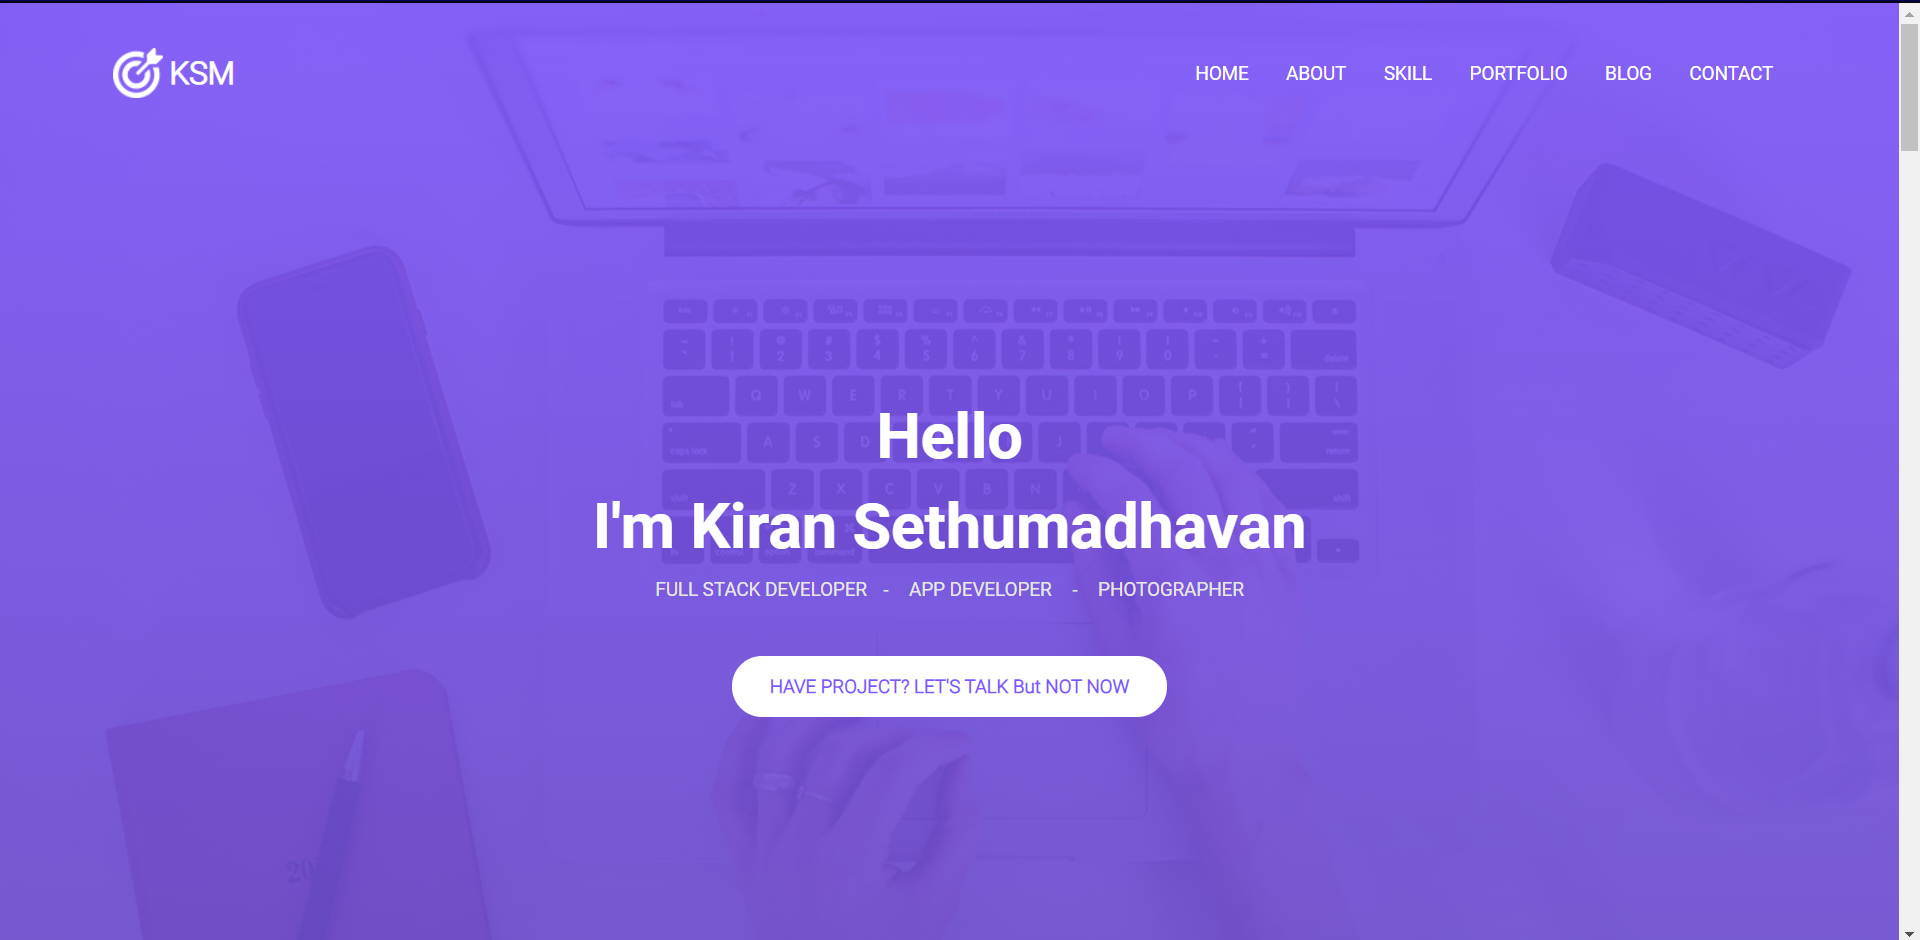 KSM
HOME ABOUT SKILL PORTFOLIO BLOG CONTACT
Hello
I'm Kiran Sethumadhavan
FULL STACK DEVELOPER - APP DEVELOPER - PHOTOGRAPHER
HAVE PROJECT? LET'S TALK But NOT NOW